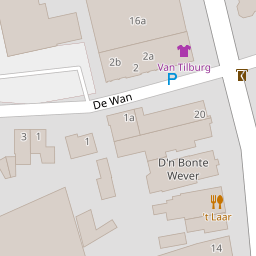 16a
2b
2a
2
Van Tilburg
P
De Wan
1a
20
3
1
1
D'n Bonte
Wever
't Laar
14